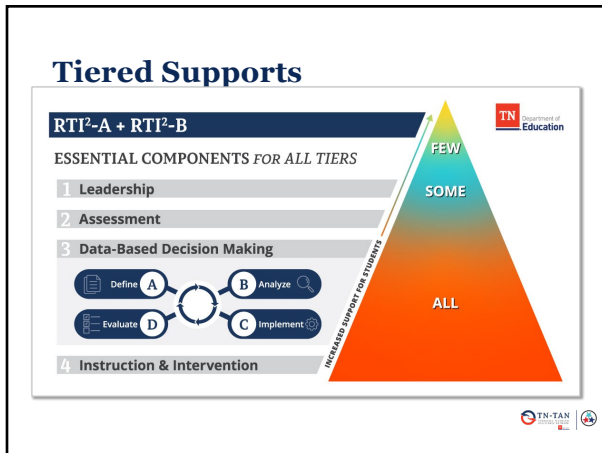 Tiered Supports
RTI²-A + RTI²-B
TN Department of
Education
ESSENTIAL COMPONENTS FOR ALL TIERS
1 Leadership
2 Assessment
3 Data-Based Decision Making
Define A
B Analyze
Evaluate D
C Implement
4 Instruction & Intervention
INCREASED SUPPORT FOR STUDENTS
FEW
SOME
ALL
TN-TAN